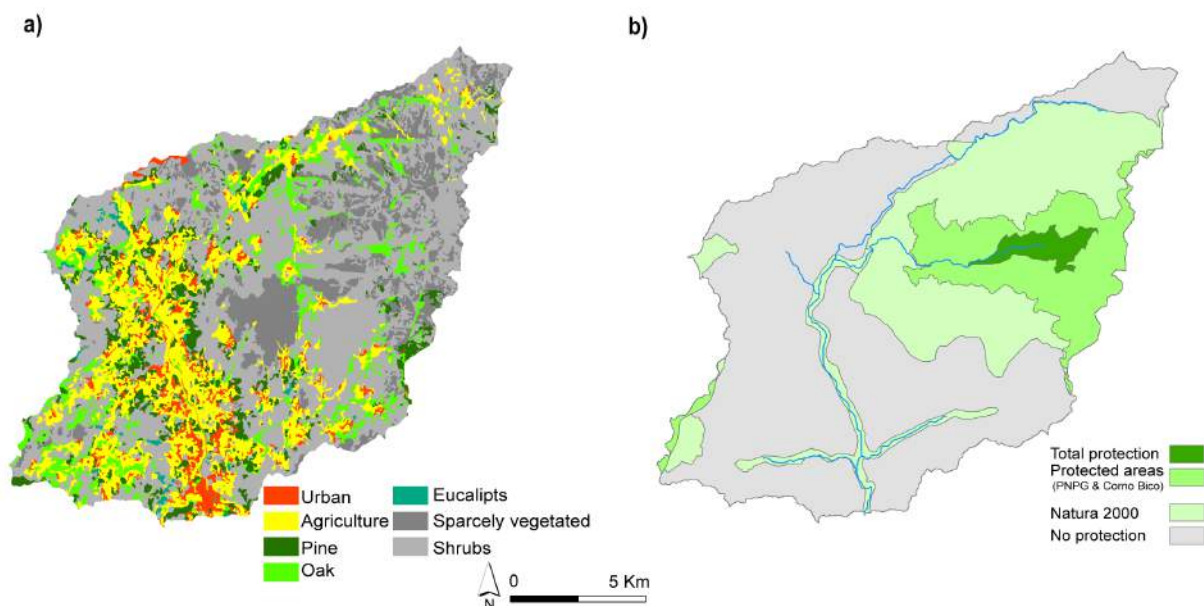 a)
b)
Urban
Agriculture
Pine
Oak
Eucalipts
Sparcely vegetated
Shrubs
N
0 5 Km
Total protection
Protected areas
(PNPG & Corno Bico)
Natura 2000
No protection